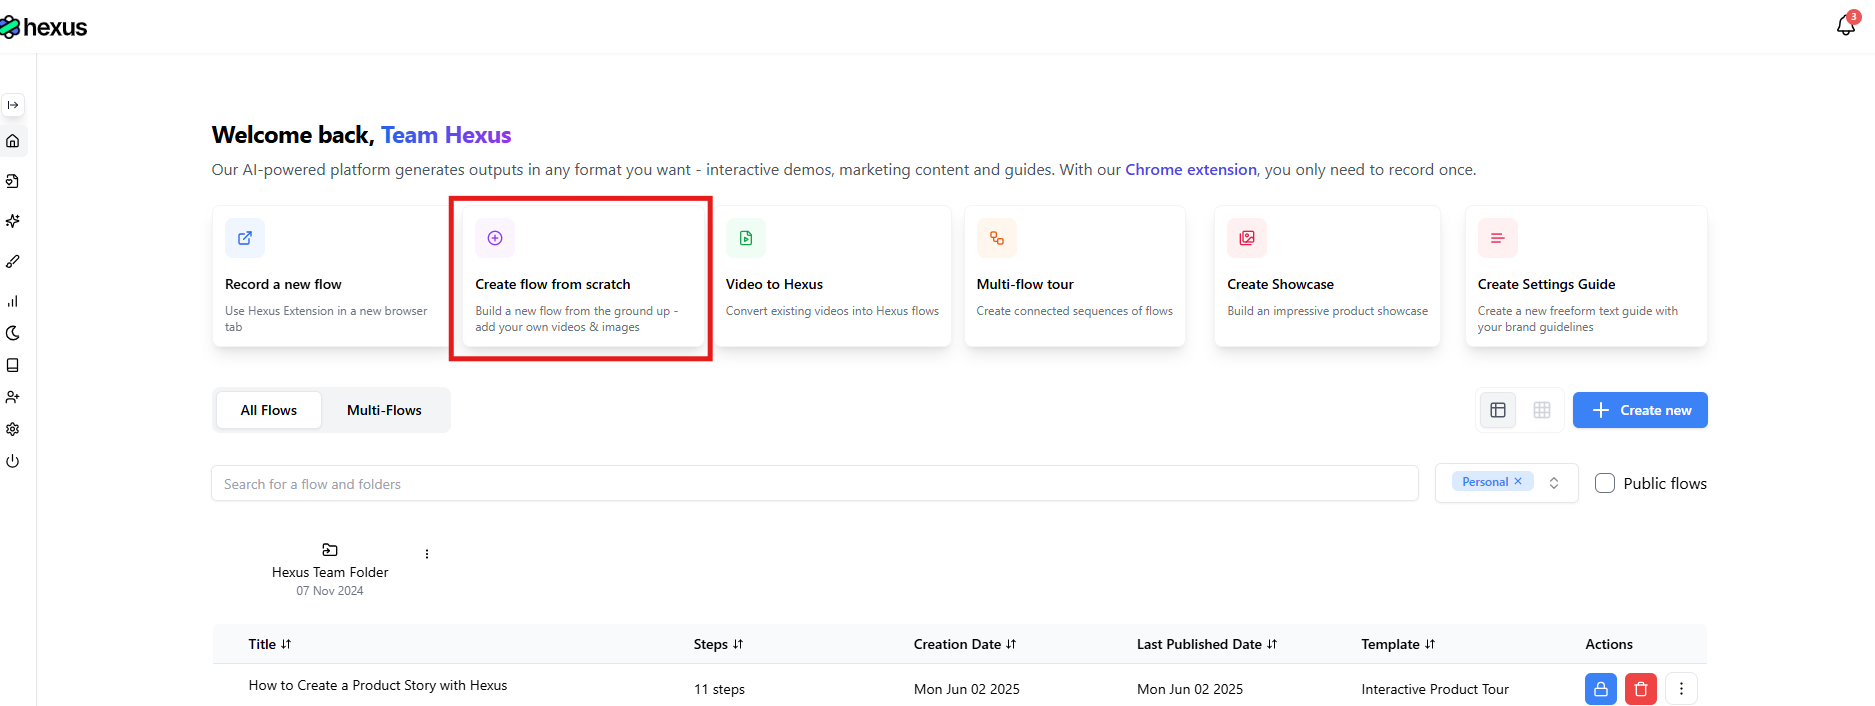 hexus
3
Welcome back, Team Hexus
Our AI-powered platform generates outputs in any format you want - interactive demos, marketing content and guides. With our Chrome extension, you only need to record once.
Record a new flow
Use Hexus Extension in a new browser
tab
Create flow from scratch
Build a new flow from the ground up -
add your own videos & images
Video to Hexus
Convert existing videos into Hexus flows
Multi-flow tour
Create connected sequences of flows
Create Showcase
Build an impressive product showcase
Create Settings Guide
Create a new freeform text guide with
your brand guidelines
All Flows Multi-Flows
Create new
Search for a flow and folders
Personal ×
Public flows
Hexus Team Folder
07 Nov 2024
Title Steps Creation Date Last Published Date Template Actions
How to Create a Product Story with Hexus 11 steps Mon Jun 02 2025 Mon Jun 02 2025 Interactive Product Tour